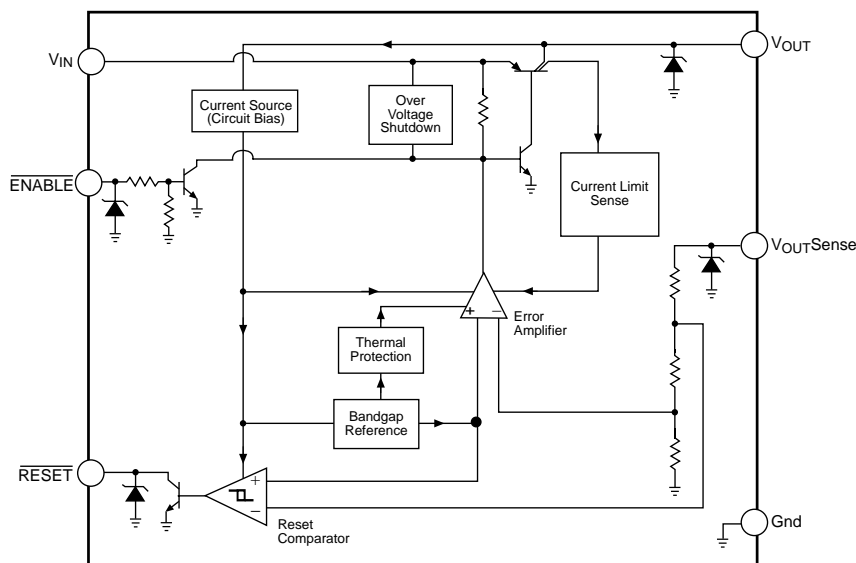 VIN
VOUT
Current Source
(Circuit Bias)
Over
Voltage
Shutdown
ENABLE
Current Limit
Sense
VOUTSense
+ −
Error
Amplifier
Thermal
Protection
Bandgap
Reference
RESET
+
−
Reset
Comparator
Gnd